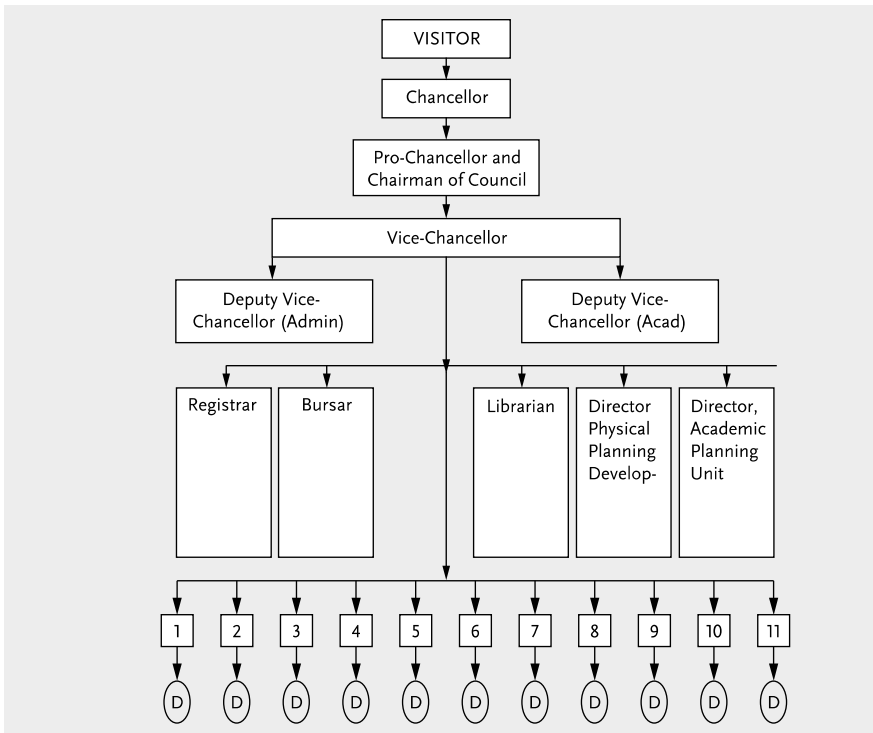 VISITOR
Chancellor
Pro-Chancellor and
Chairman of Council
Vice-Chancellor
Deputy Vice-
Chancellor (Admin)
Deputy Vice-
Chancellor (Acad)
Registrar
Bursar
Librarian
Director
Physical
Planning
Develop-
Director,
Academic
Planning
Unit
1 2 3 4 5 6 7 8 9 10 11
D D D D D D D D D D D